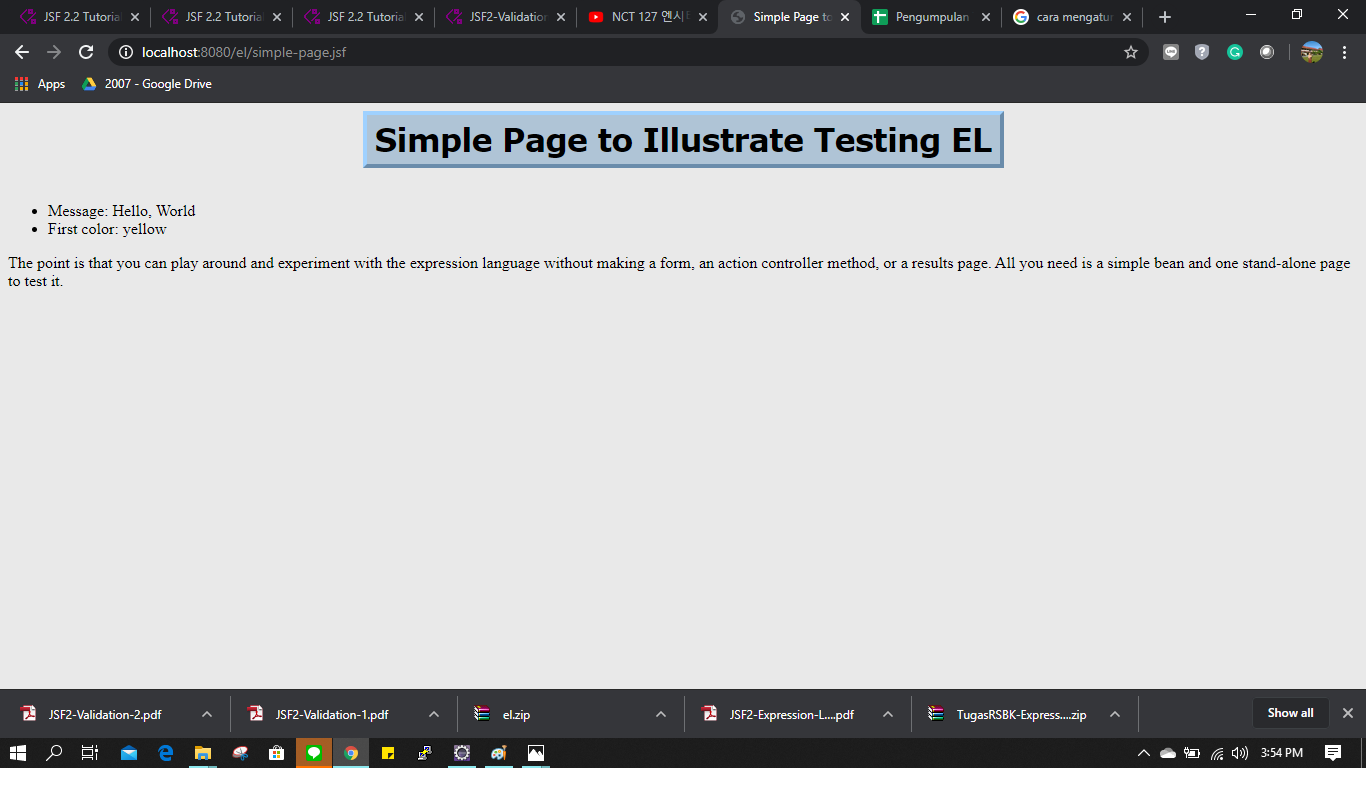 JSF 2.2 Tutorial
JSF 2.2 Tutorial
JSF 2.2 Tutorial
JSF2-Validation
NCT 127 엔시
Simple Page to
Pengumpulan
cara mengatur
localhost:8080/el/simple-page.jsf
Apps
2007 - Google Drive
Simple Page to Illustrate Testing EL
• Message: Hello, World
• First color: yellow
The point is that you can play around and experiment with the expression language without making a form, an action controller method, or a results page. All you need is a simple bean and one stand-alone page
to test it.
JSF2-Validation-2.pdf
JSF2-Validation-1.pdf
el.zip
JSF2-Expression-L....pdf
TugasRSBK-Express....zip
Show all
3:54 PM